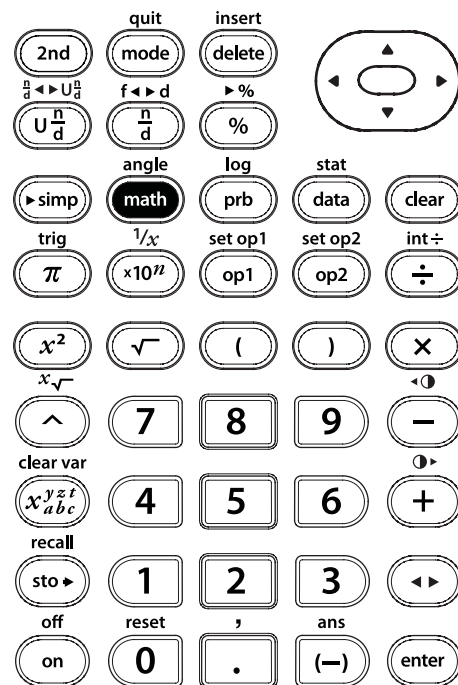 quit insert
2nd mode delete
n/d ◄► U n/d f ◄► d ► %
U n/d n/d %
angle log stat
►simp math prb data clear
trig 1/x set op1 set op2 int÷
π ×10ⁿ op1 op2 ÷
x² √ ( ) ×
ˣ√ ◄◐
^ 7 8 9 −
clear var ◑►
x y z t a b c 4 5 6 +
recall
sto► 1 2 3 ◄►
off reset , ans
on 0 . (−) enter